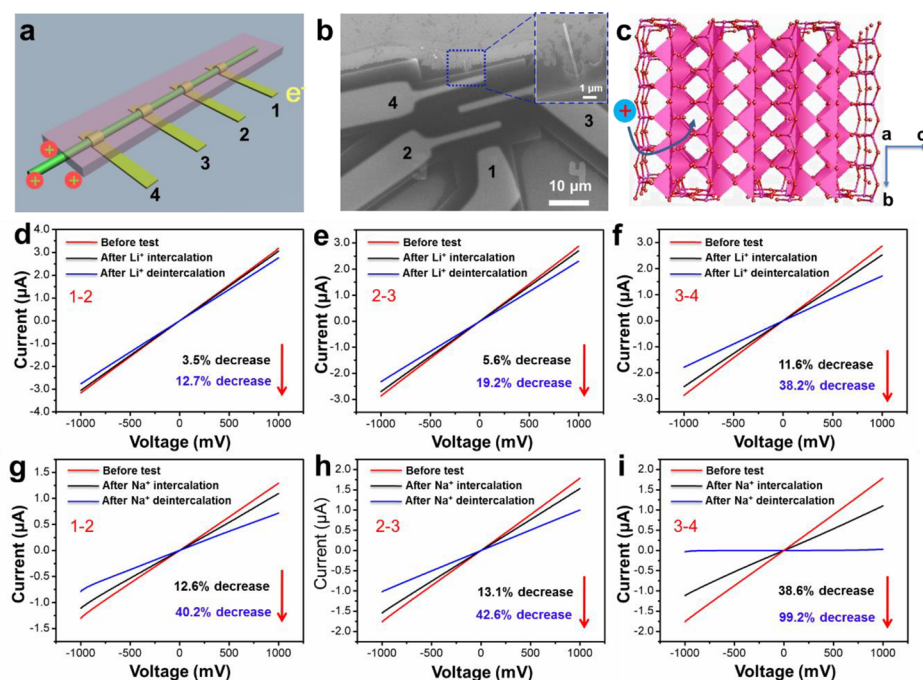 a
e
1
2
3
4
b
1 μm
4
3
2
1
10 μm
c
a
c
b
d
Before test
After Li⁺ intercalation
After Li⁺ deintercalation
1-2
3.5% decrease
12.7% decrease
Current (μA)
4.0
3.0
2.0
1.0
0.0
-1.0
-2.0
-3.0
-4.0
-1000 -500 0 500 1000
Voltage (mV)
e
Before test
After Li⁺ intercalation
After Li⁺ deintercalation
2-3
5.6% decrease
19.2% decrease
Current (μA)
3.0
2.0
1.0
0.0
-1.0
-2.0
-3.0
-1000 -500 0 500 1000
Voltage (mV)
f
Before test
After Li⁺ intercalation
After Li⁺ deintercalation
3-4
11.6% decrease
38.2% decrease
Current (μA)
3.0
2.0
1.0
0.0
-1.0
-2.0
-3.0
-1000 -500 0 500 1000
Voltage (mV)
g
Before test
After Na⁺ intercalation
After Na⁺ deintercalation
1-2
12.6% decrease
40.2% decrease
Current (μA)
1.5
1.0
0.5
0.0
-0.5
-1.0
-1.5
-1000 -500 0 500 1000
Voltage (mV)
h
Before test
After Na⁺ intercalation
After Na⁺ deintercalation
2-3
13.1% decrease
42.6% decrease
Current (μA)
2.0
1.5
1.0
0.5
0.0
-0.5
-1.0
-1.5
-2.0
-1000 -500 0 500 1000
Voltage (mV)
i
Before test
After Na⁺ intercalation
After Na⁺ deintercalation
3-4
38.6% decrease
99.2% decrease
Current (μA)
2.0
1.5
1.0
0.5
0.0
-0.5
-1.0
-1.5
-2.0
-1000 -500 0 500 1000
Voltage (mV)